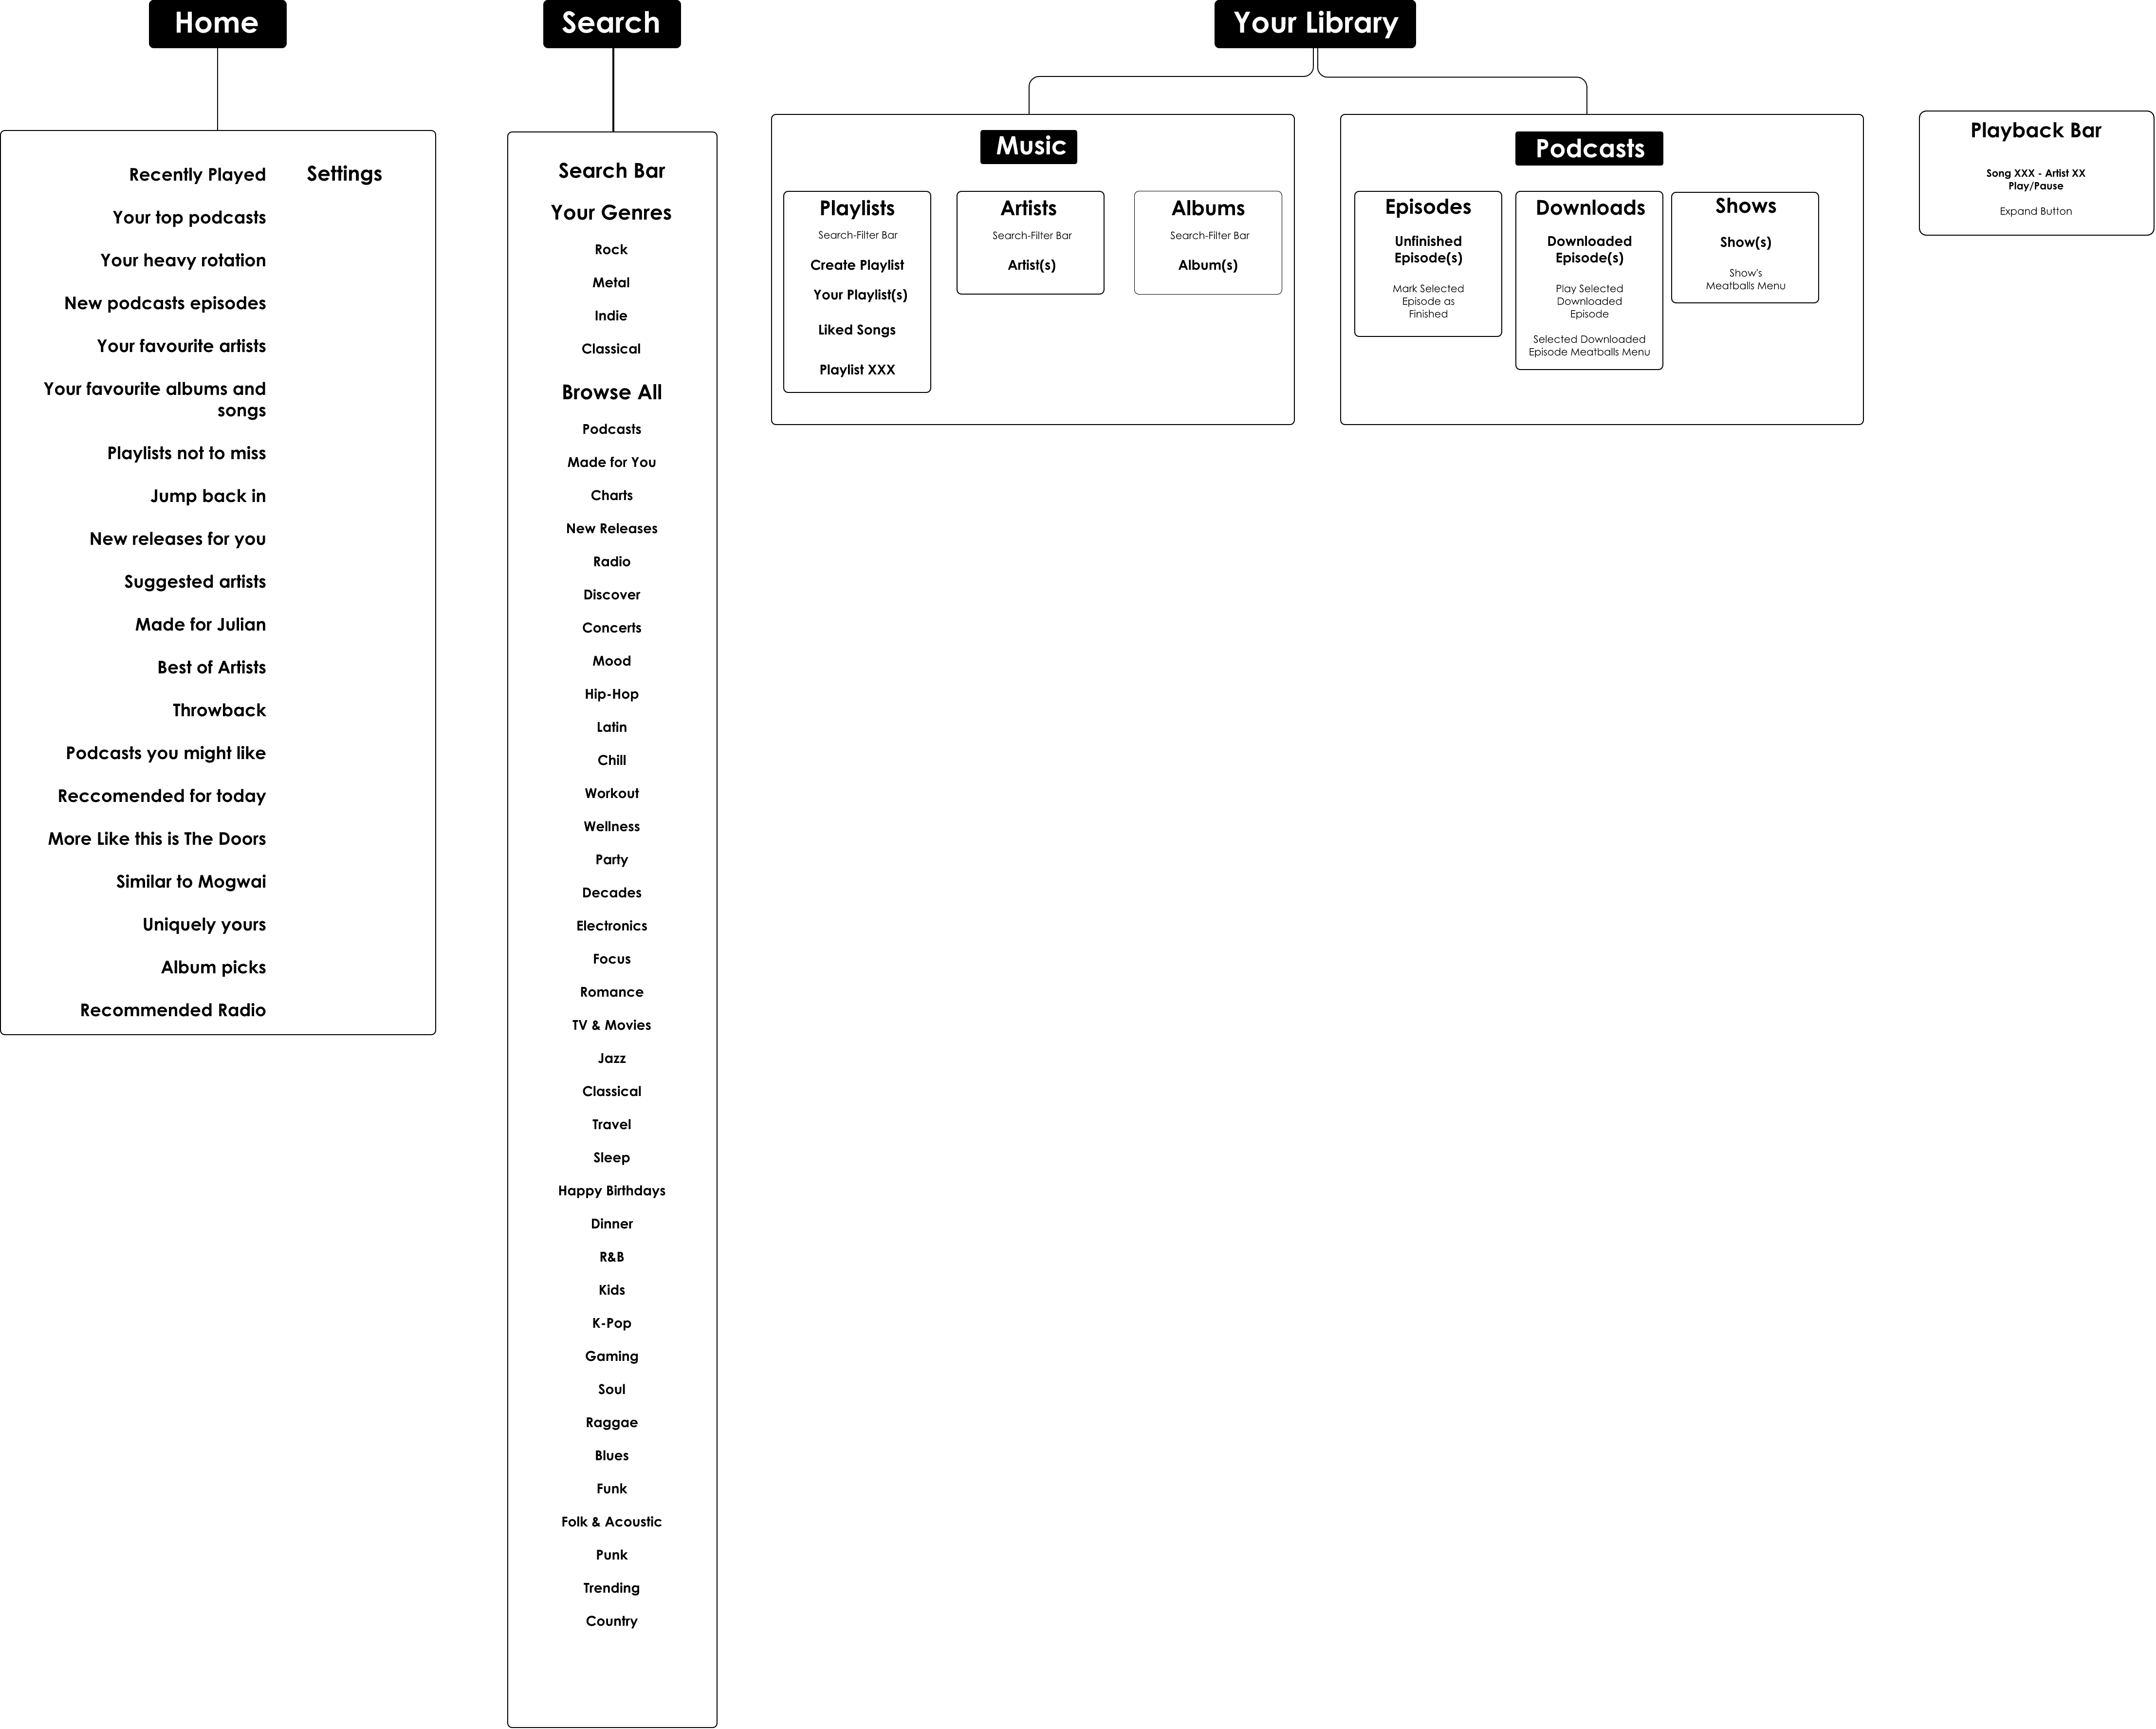 Home
Recently Played
Your top podcasts
Your heavy rotation
New podcasts episodes
Your favourite artists
Your favourite albums and
songs
Playlists not to miss
Jump back in
New releases for you
Suggested artists
Made for Julian
Best of Artists
Throwback
Podcasts you might like
Reccomended for today
More Like this is The Doors
Similar to Mogwai
Uniquely yours
Album picks
Recommended Radio
Settings
Search
Search Bar
Your Genres
Rock
Metal
Indie
Classical
Browse All
Podcasts
Made for You
Charts
New Releases
Radio
Discover
Concerts
Mood
Hip-Hop
Latin
Chill
Workout
Wellness
Party
Decades
Electronics
Focus
Romance
TV & Movies
Jazz
Classical
Travel
Sleep
Happy Birthdays
Dinner
R&B
Kids
K-Pop
Gaming
Soul
Raggae
Blues
Funk
Folk & Acoustic
Punk
Trending
Country
Your Library
Music
Playlists
Search-Filter Bar
Create Playlist
Your Playlist(s)
Liked Songs
Playlist XXX
Artists
Search-Filter Bar
Artist(s)
Albums
Search-Filter Bar
Album(s)
Podcasts
Episodes
Unfinished
Episode(s)
Mark Selected
Episode as
Finished
Downloads
Downloaded
Episode(s)
Play Selected
Downloaded
Episode
Selected Downloaded
Episode Meatballs Menu
Shows
Show(s)
Show's
Meatballs Menu
Playback Bar
Song XXX - Artist XX
Play/Pause
Expand Button